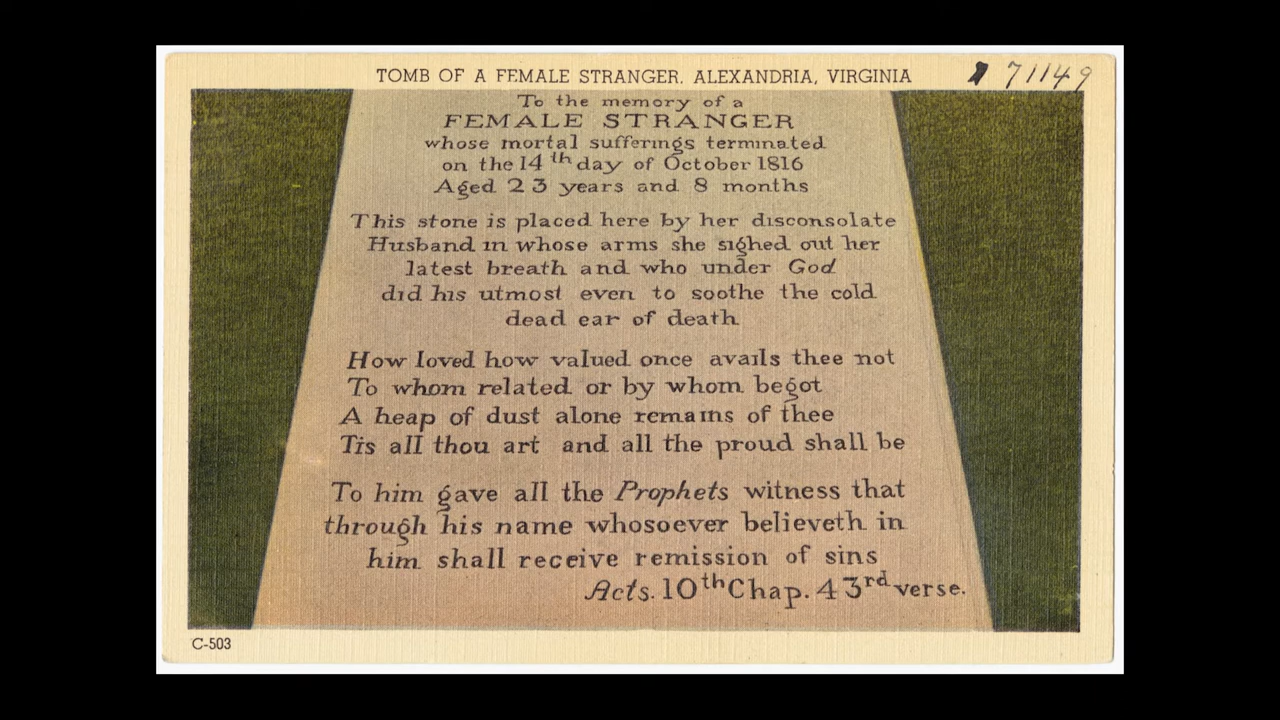 TOMB OF A FEMALE STRANGER. ALEXANDRIA, VIRGINIA
71149
To the memory of a
FEMALE STRANGER
whose mortal sufferings terminated
on the 14th day of October 1816
Aged 23 years and 8 months
This stone is placed here by her disconsolate
Husband in whose arms she sighed out her
latest breath and who under God
did his utmost even to soothe the cold
dead ear of death
How loved how valued once avails thee not
To whom related or by whom begot
A heap of dust alone remains of thee
Tis all thou art and all the proud shall be
To him gave all the Prophets witness that
through his name whosoever believeth in
him shall receive remission of sins
Acts. 10th Chap. 43rd verse.
C-503